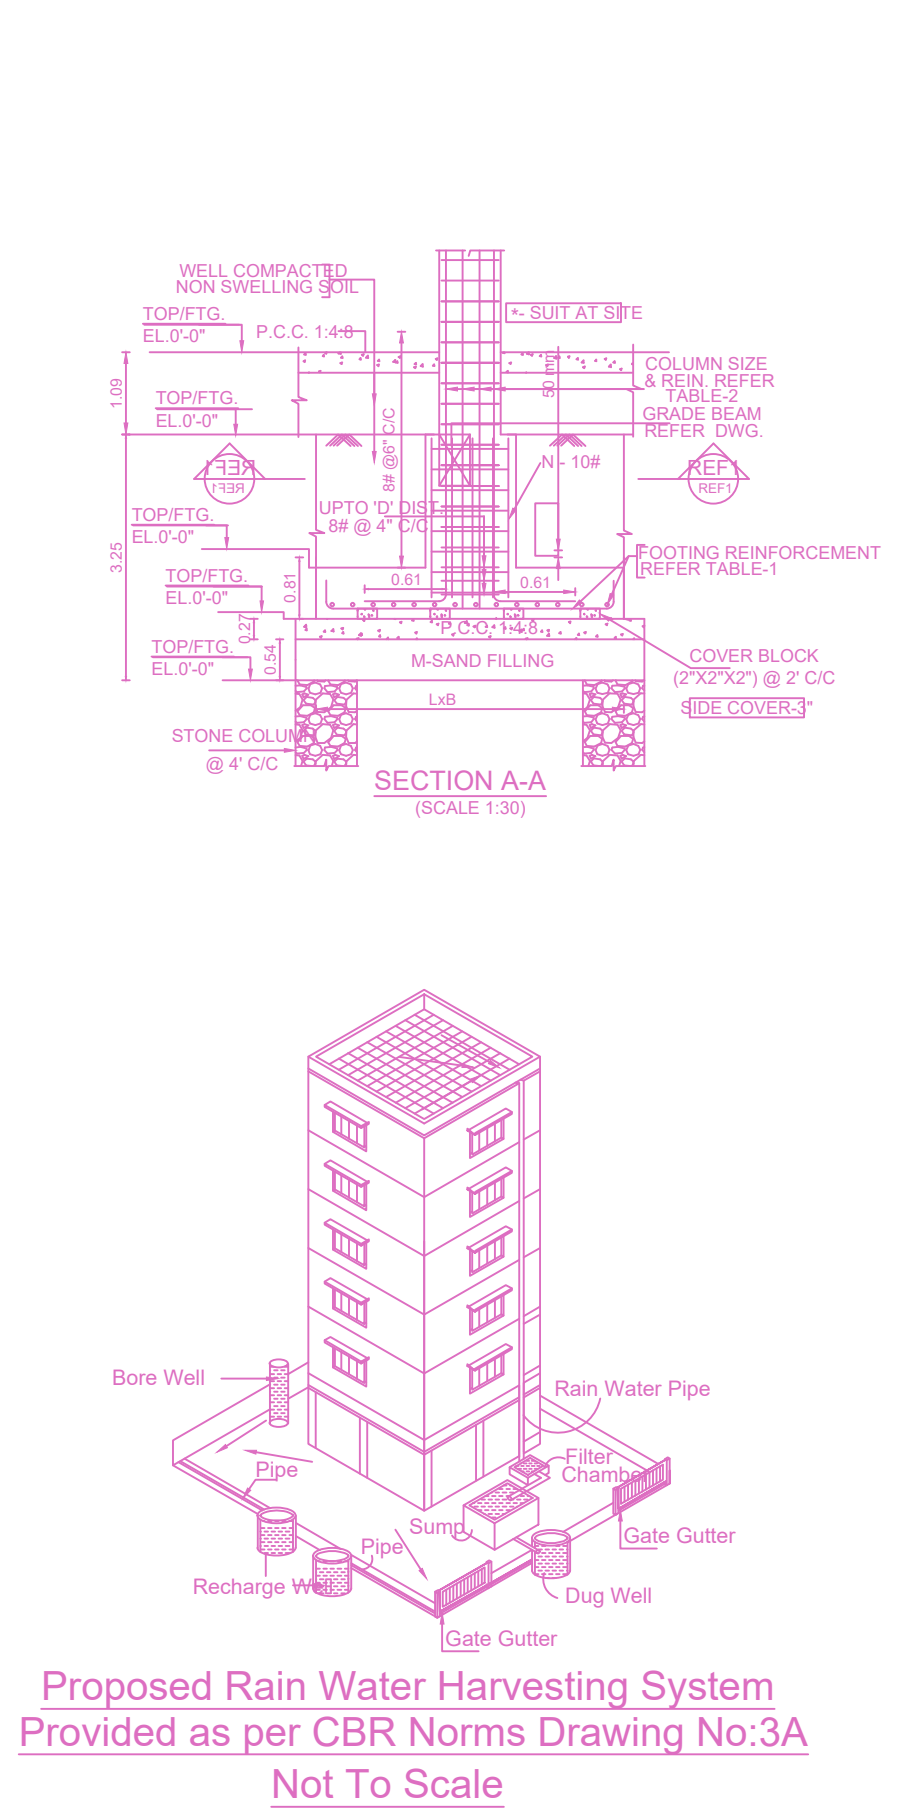 WELL COMPACTED
NON SWELLING SOIL
TOP/FTG.
EL.0'-0"
P.C.C. 1:4:8
*- SUIT AT SITE
50 mm
COLUMN SIZE
& REIN. REFER
TABLE-2
GRADE BEAM
REFER DWG.
1.09
TOP/FTG.
EL.0'-0"
8# @6" C/C
REF1
REF1
N - 10#
REF1
REF1
UPTO 'D' DIST.
8# @ 4" C/C
TOP/FTG.
EL.0'-0"
3.25
FOOTING REINFORCEMENT
REFER TABLE-1
TOP/FTG.
EL.0'-0"
0.81
0.61
0.61
0.27
P.C.C. 1:4:8
TOP/FTG.
EL.0'-0"
0.54
M-SAND FILLING
COVER BLOCK
(2"X2"X2") @ 2' C/C
LxB
SIDE COVER-3"
STONE COLUMN
@ 4' C/C
SECTION A-A
(SCALE 1:30)
Bore Well
Rain Water Pipe
Filter
Chamber
Pipe
Sump
Pipe
Gate Gutter
Recharge Well
Dug Well
Gate Gutter
Proposed Rain Water Harvesting System
Provided as per CBR Norms Drawing No:3A
Not To Scale